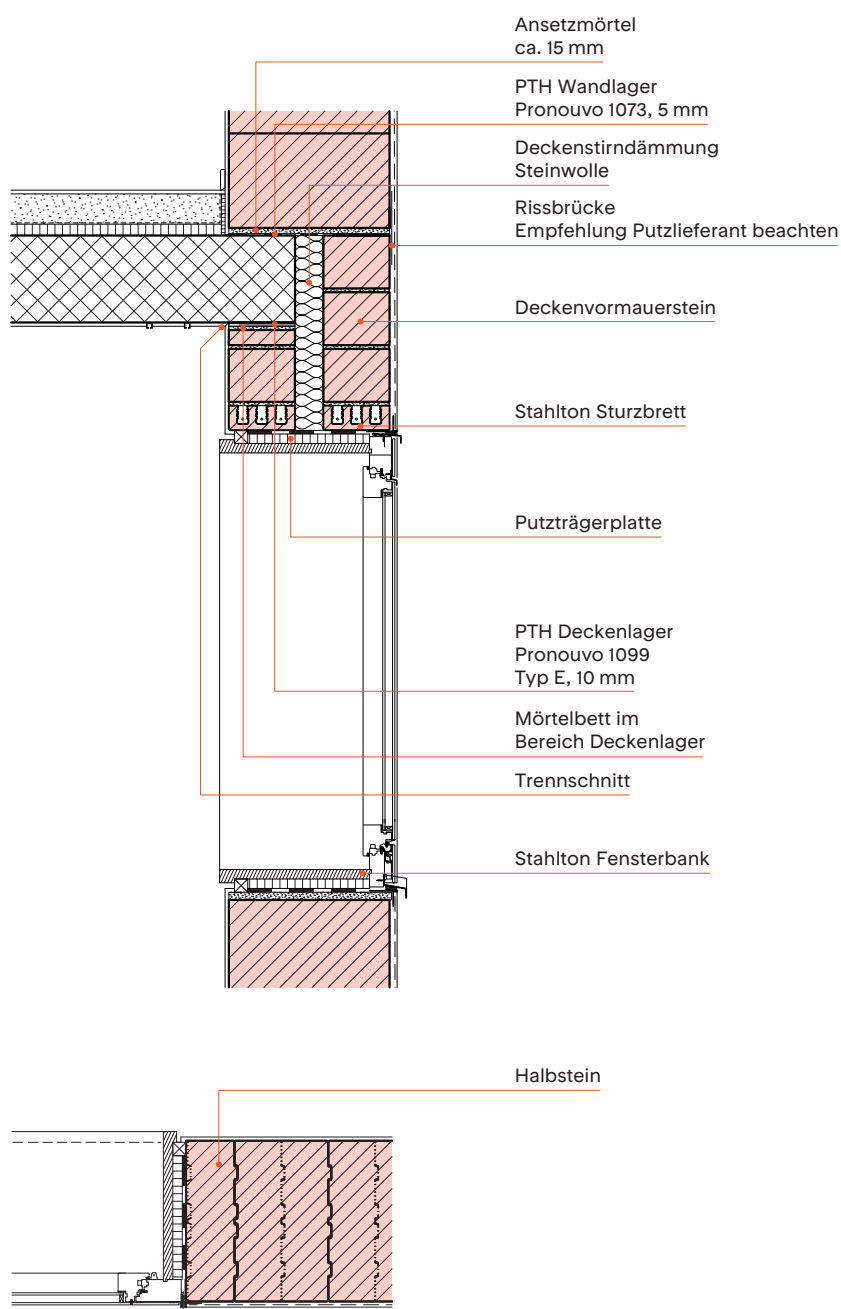 Ansetzmörtel
ca. 15 mm
PTH Wandlager
Pronouvo 1073, 5 mm
Deckenstirndämmung
Steinwolle
Rissbrücke
Empfehlung Putzlieferant beachten
Deckenvormauerstein
Stahlton Sturzbrett
Putzträgerplatte
PTH Deckenlager
Pronouvo 1099
Typ E, 10 mm
Mörtelbett im
Bereich Deckenlager
Trennschnitt
Stahlton Fensterbank
Halbstein